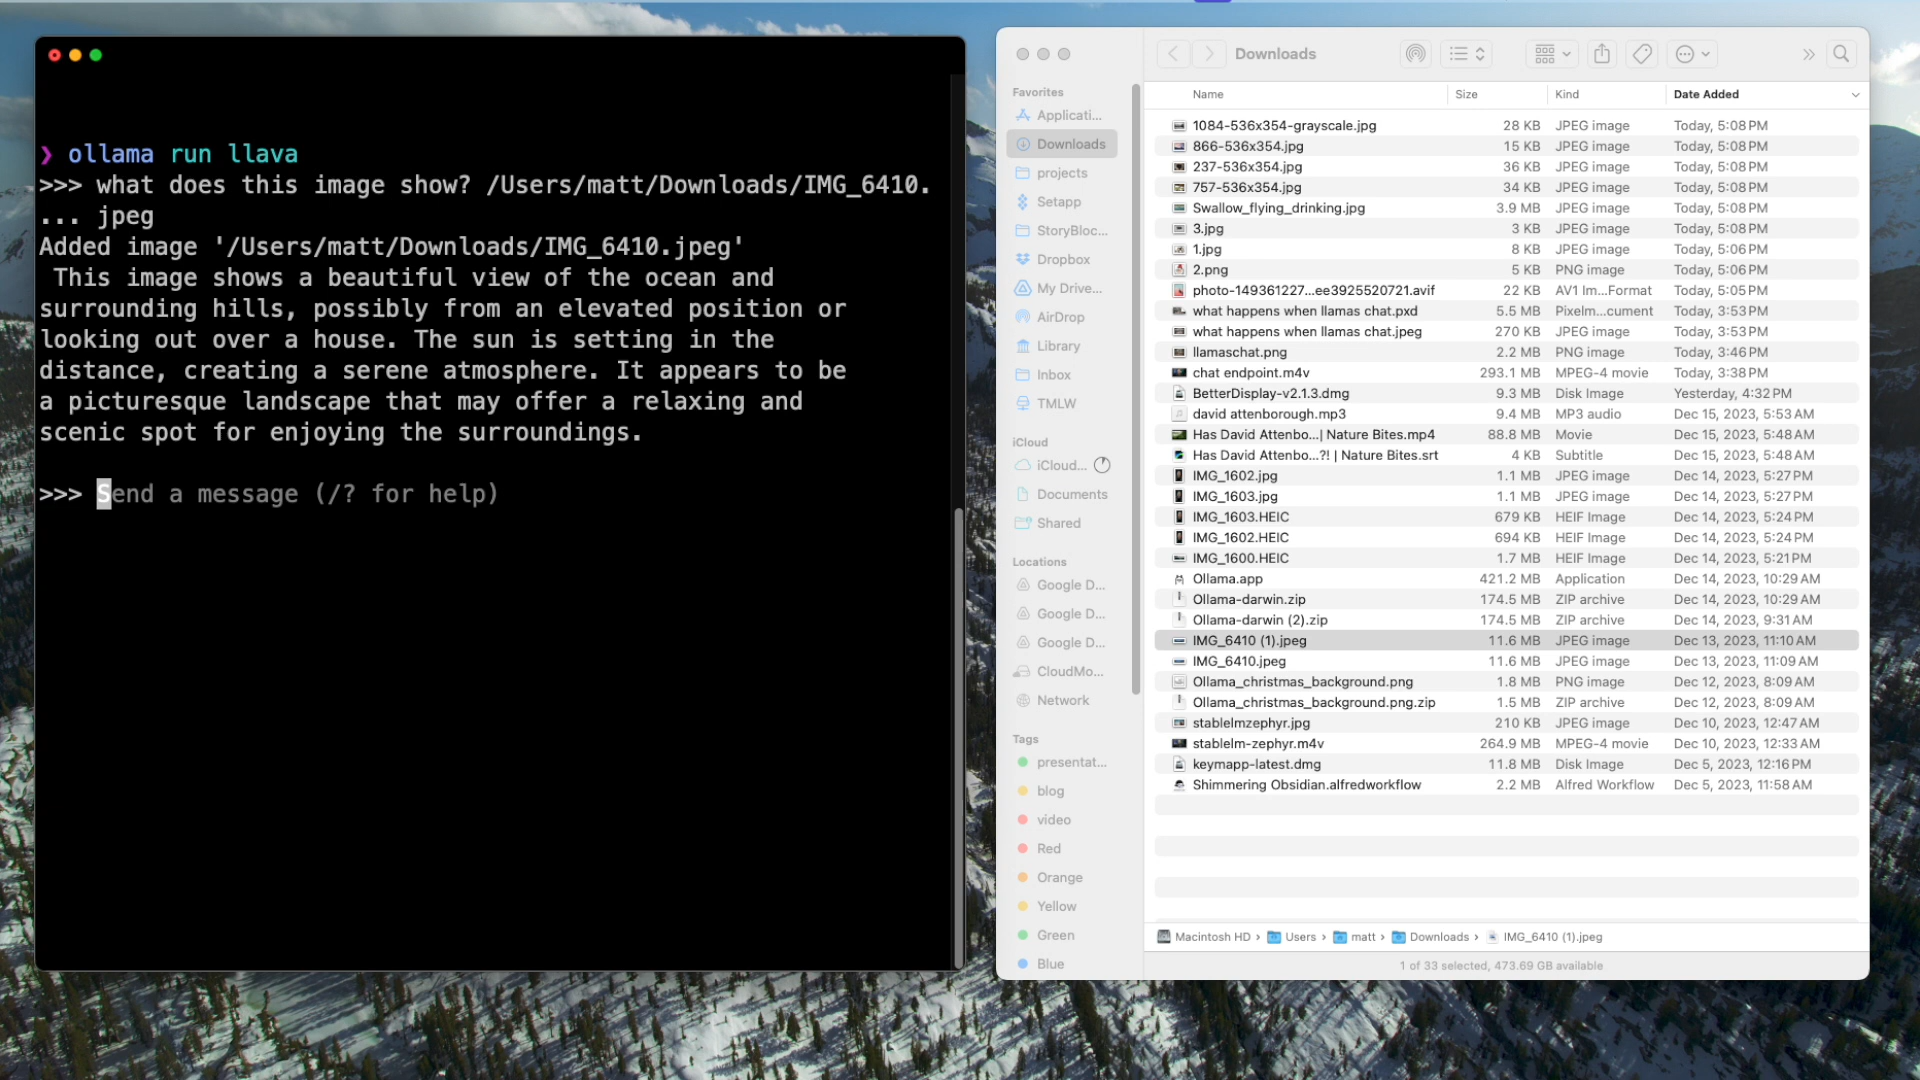 ❯ ollama run llava
>>> what does this image show? /Users/matt/Downloads/IMG_6410.
... jpeg
Added image '/Users/matt/Downloads/IMG_6410.jpeg'
This image shows a beautiful view of the ocean and
surrounding hills, possibly from an elevated position or
looking out over a house. The sun is setting in the
distance, creating a serene atmosphere. It appears to be
a picturesque landscape that may offer a relaxing and
scenic spot for enjoying the surroundings.
>>> Send a message (/? for help)
Favorites
Applicati...
Downloads
projects
Setapp
StoryBloc...
Dropbox
My Drive...
AirDrop
Library
Inbox
TMLW
iCloud
iCloud...
Documents
Shared
Locations
Google D...
Google D...
Google D...
CloudMo...
Network
Tags
presentat...
blog
video
Red
Orange
Yellow
Green
Blue
Downloads
Name Size Kind Date Added
1084-536x354-grayscale.jpg 28 KB JPEG image Today, 5:08 PM
866-536x354.jpg 15 KB JPEG image Today, 5:08 PM
237-536x354.jpg 36 KB JPEG image Today, 5:08 PM
757-536x354.jpg 34 KB JPEG image Today, 5:08 PM
Swallow_flying_drinking.jpg 3.9 MB JPEG image Today, 5:08 PM
3.jpg 3 KB JPEG image Today, 5:08 PM
1.jpg 8 KB JPEG image Today, 5:06 PM
2.png 5 KB PNG image Today, 5:06 PM
photo-149361227...ee3925520721.avif 22 KB AV1 Im...Format Today, 5:05 PM
what happens when llamas chat.pxd 5.5 MB Pixelm...cument Today, 3:53 PM
what happens when llamas chat.jpeg 270 KB JPEG image Today, 3:53 PM
llamaschat.png 2.2 MB PNG image Today, 3:46 PM
chat endpoint.m4v 293.1 MB MPEG-4 movie Today, 3:38 PM
BetterDisplay-v2.1.3.dmg 9.3 MB Disk Image Yesterday, 4:32 PM
david attenborough.mp3 9.4 MB MP3 audio Dec 15, 2023, 5:53 AM
Has David Attenbo...| Nature Bites.mp4 88.8 MB Movie Dec 15, 2023, 5:48 AM
Has David Attenbo...?! | Nature Bites.srt 4 KB Subtitle Dec 15, 2023, 5:48 AM
IMG_1602.jpg 1.1 MB JPEG image Dec 14, 2023, 5:27 PM
IMG_1603.jpg 1.1 MB JPEG image Dec 14, 2023, 5:27 PM
IMG_1603.HEIC 679 KB HEIF Image Dec 14, 2023, 5:24 PM
IMG_1602.HEIC 694 KB HEIF Image Dec 14, 2023, 5:24 PM
IMG_1600.HEIC 1.7 MB HEIF Image Dec 14, 2023, 5:21 PM
Ollama.app 421.2 MB Application Dec 14, 2023, 10:29 AM
Ollama-darwin.zip 174.5 MB ZIP archive Dec 14, 2023, 10:29 AM
Ollama-darwin (2).zip 174.5 MB ZIP archive Dec 14, 2023, 9:31 AM
IMG_6410 (1).jpeg 11.6 MB JPEG image Dec 13, 2023, 11:10 AM
IMG_6410.jpeg 11.6 MB JPEG image Dec 13, 2023, 11:09 AM
Ollama_christmas_background.png 1.8 MB PNG image Dec 12, 2023, 8:09 AM
Ollama_christmas_background.png.zip 1.5 MB ZIP archive Dec 12, 2023, 8:09 AM
stablelmzephyr.jpg 210 KB JPEG image Dec 10, 2023, 12:47 AM
stablelm-zephyr.m4v 264.9 MB MPEG-4 movie Dec 10, 2023, 12:33 AM
keymapp-latest.dmg 11.8 MB Disk Image Dec 5, 2023, 12:16 PM
Shimmering Obsidian.alfredworkflow 2.2 MB Alfred Workflow Dec 5, 2023, 11:58 AM
Macintosh HD › Users › matt › Downloads › IMG_6410 (1).jpeg
1 of 33 selected, 473.69 GB available